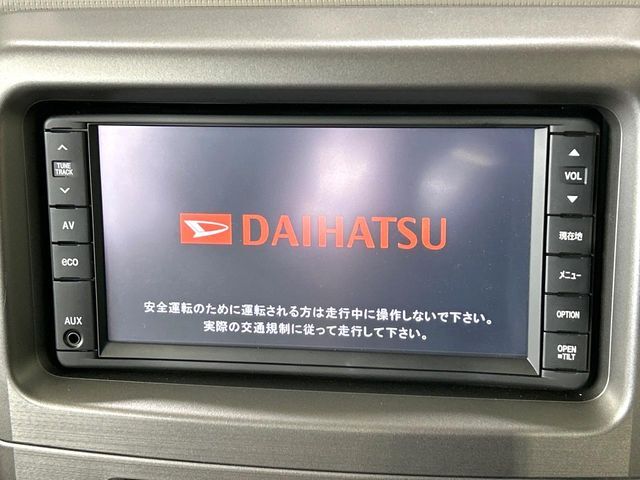 TUNE
TRACK
AV
eco
AUX
DAIHATSU
安全運転のために運転される方は走行中に操作しないで下さい。
実際の交通規制に従って走行して下さい。
VOL
現在地
メニュー
OPTION
OPEN
TILT